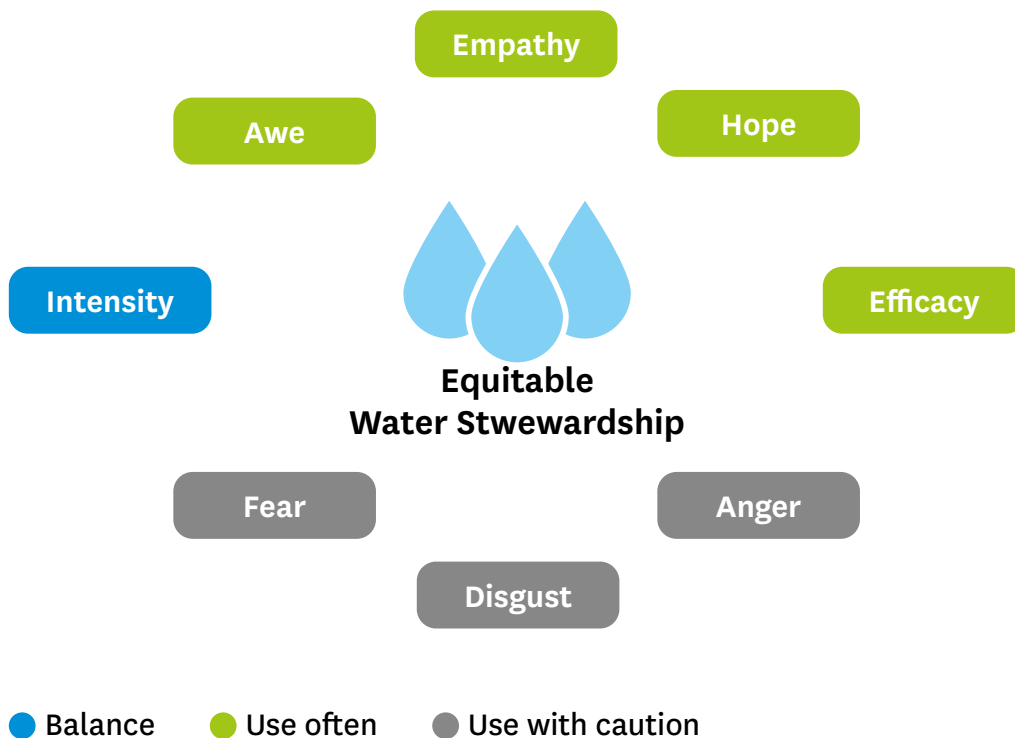 Empathy
Awe
Hope
Intensity
Efficacy
Equitable
Water Stwewardship
Fear
Anger
Disgust
Balance
Use often
Use with caution